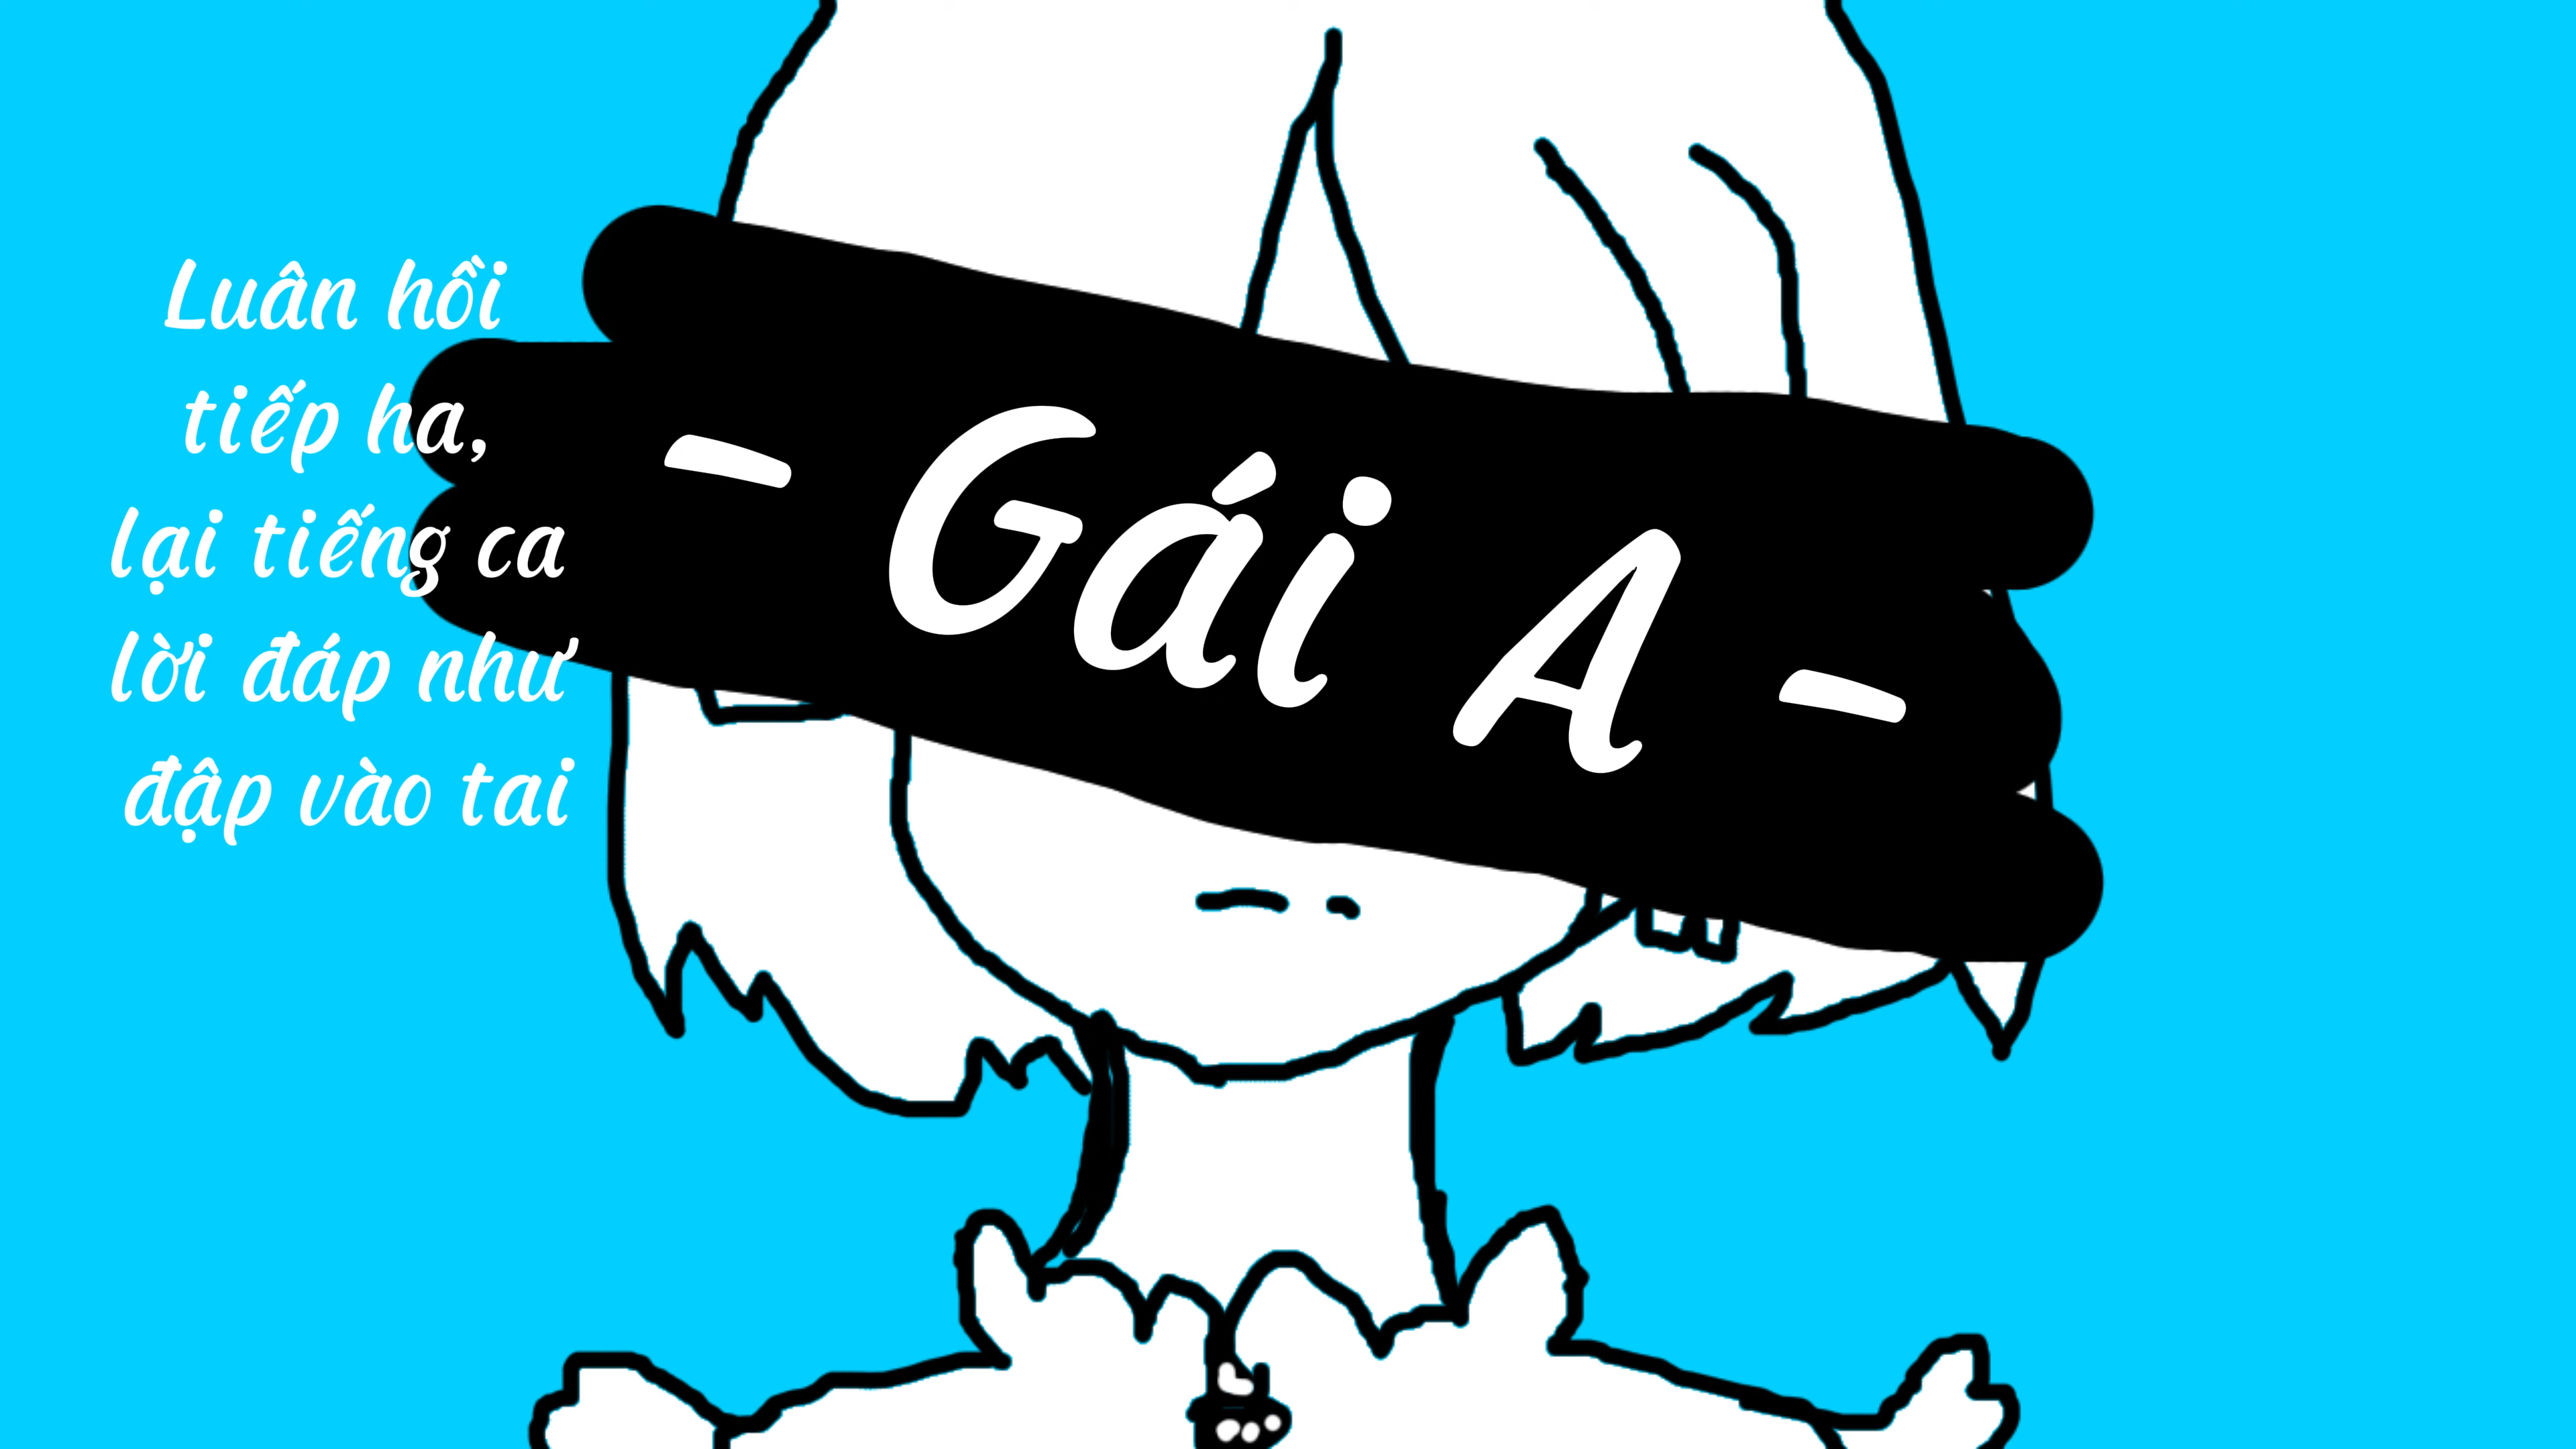 Luân hồi
tiếp ha,
lại tiếng ca
lời đáp như
đập vào tai
- Gái A -